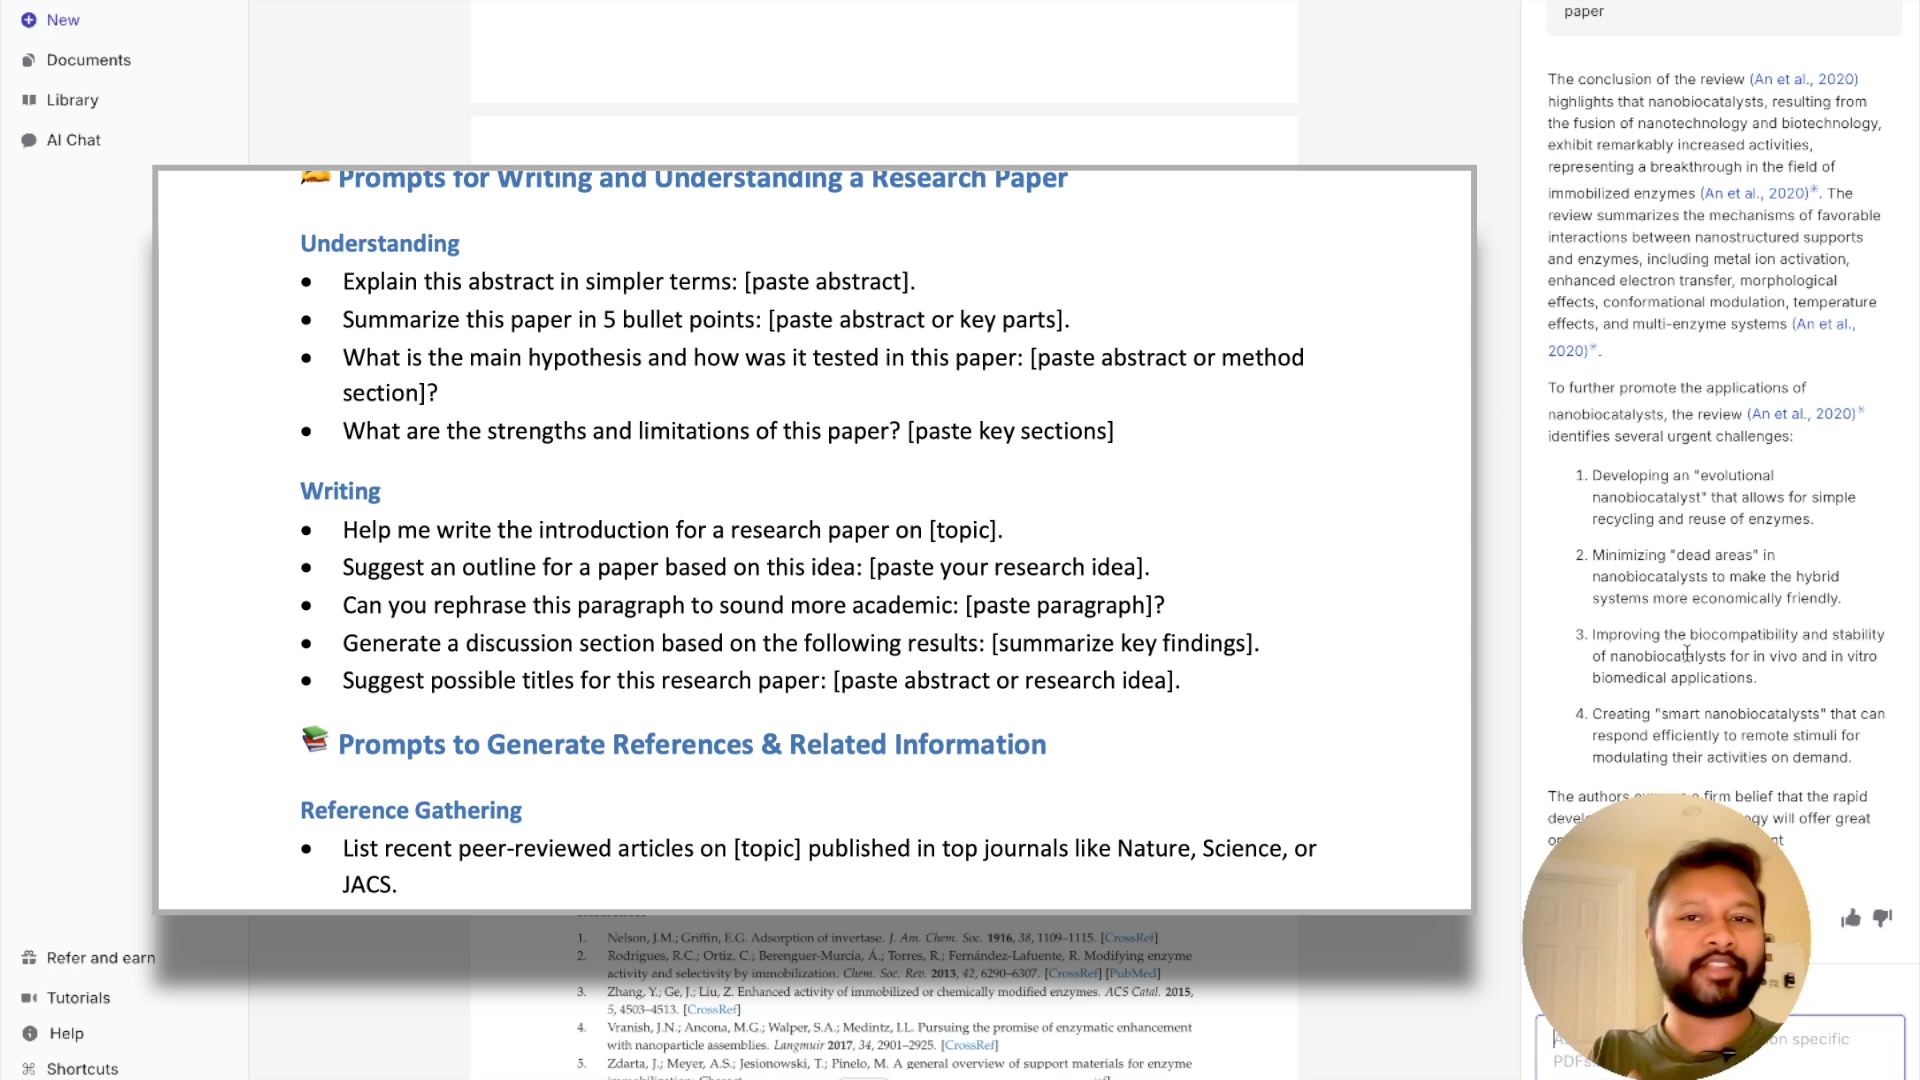 New
Documents
Library
AI Chat
Prompts for Writing and Understanding a Research Paper
Understanding
• Explain this abstract in simpler terms: [paste abstract].
• Summarize this paper in 5 bullet points: [paste abstract or key parts].
• What is the main hypothesis and how was it tested in this paper: [paste abstract or method
section]?
• What are the strengths and limitations of this paper? [paste key sections]
Writing
• Help me write the introduction for a research paper on [topic].
• Suggest an outline for a paper based on this idea: [paste your research idea].
• Can you rephrase this paragraph to sound more academic: [paste paragraph]?
• Generate a discussion section based on the following results: [summarize key findings].
• Suggest possible titles for this research paper: [paste abstract or research idea].
Prompts to Generate References & Related Information
Reference Gathering
• List recent peer-reviewed articles on [topic] published in top journals like Nature, Science, or
JACS.
1. Nelson, J.M.; Griffin, E.G. Adsorption of invertase. J. Am. Chem. Soc. 1916, 38, 1109–1115. [CrossRef]
2. Rodrigues, R.C.; Ortiz, C.; Berenguer-Murcia, Á.; Torres, R.; Fernández-Lafuente, R. Modifying enzyme
activity and selectivity by immobilization. Chem. Soc. Rev. 2013, 42, 6290–6307. [CrossRef] [PubMed]
3. Zhang, Y.; Ge, J.; Liu, Z. Enhanced activity of immobilized or chemically modified enzymes. ACS Catal. 2015,
5, 4503–4513. [CrossRef]
4. Vranish, J.N.; Ancona, M.G.; Walper, S.A.; Medintz, I.L. Pursuing the promise of enzymatic enhancement
with nanoparticle assemblies. Langmuir 2017, 34, 2901–2925. [CrossRef]
5. Zdarta, J.; Meyer, A.S.; Jesionowski, T.; Pinelo, M. A general overview of support materials for enzyme
Refer and earn
Tutorials
Help
Shortcuts
paper
The conclusion of the review (An et al., 2020)
highlights that nanobiocatalysts, resulting from
the fusion of nanotechnology and biotechnology,
exhibit remarkably increased activities,
representing a breakthrough in the field of
immobilized enzymes (An et al., 2020)*. The
review summarizes the mechanisms of favorable
interactions between nanostructured supports
and enzymes, including metal ion activation,
enhanced electron transfer, morphological
effects, conformational modulation, temperature
effects, and multi-enzyme systems (An et al.,
2020)*.
To further promote the applications of
nanobiocatalysts, the review (An et al., 2020)*
identifies several urgent challenges:
1. Developing an "evolutional
nanobiocatalyst" that allows for simple
recycling and reuse of enzymes.
2. Minimizing "dead areas" in
nanobiocatalysts to make the hybrid
systems more economically friendly.
3. Improving the biocompatibility and stability
of nanobiocatalysts for in vivo and in vitro
biomedical applications.
4. Creating "smart nanobiocatalysts" that can
respond efficiently to remote stimuli for
modulating their activities on demand.
The authors firm belief that the rapid
will offer great
on specific
PDFs